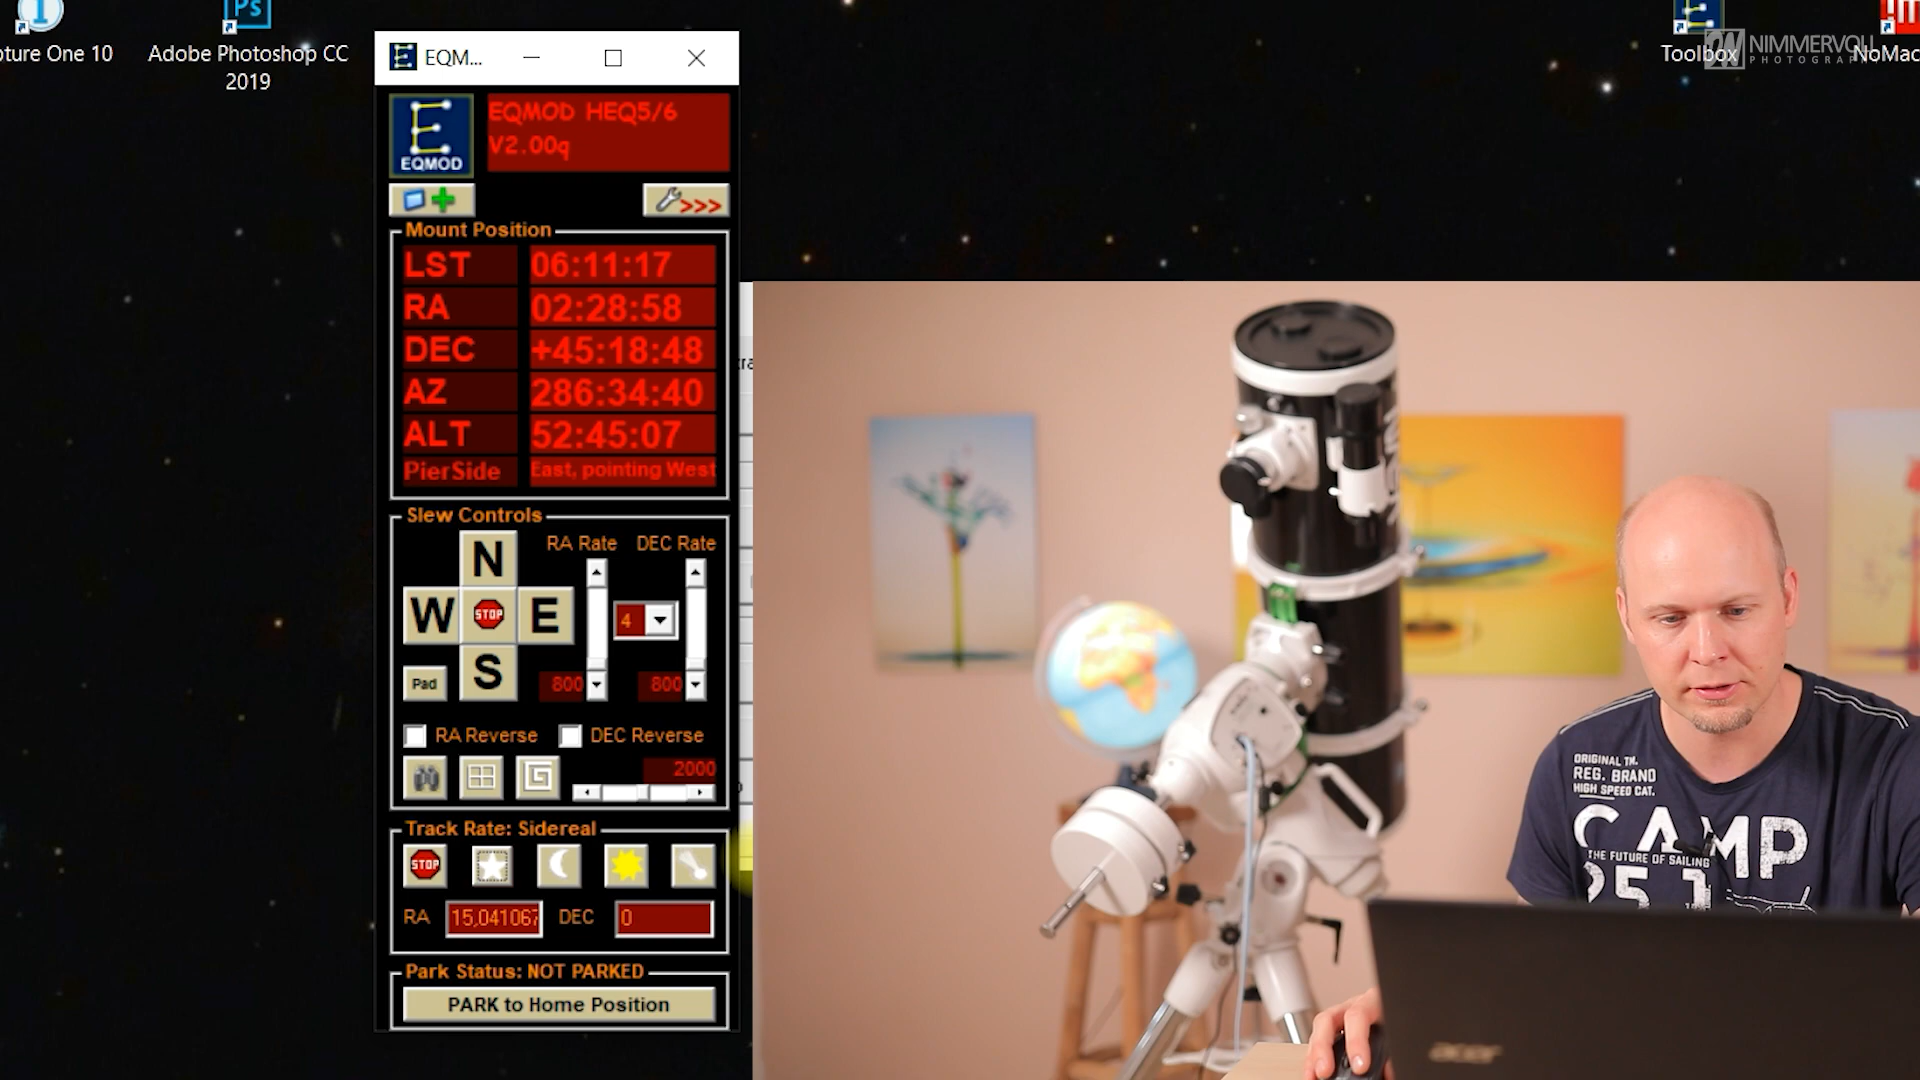 pture One 10
Ps
Adobe Photoshop CC
2019
Toolbox
NIMMERVOLL
PHOTOGRAPHY
NoMac
EQM...
EQMOD
EQMOD HEQ5/6
V2.00q
>>>
Mount Position
LST 06:11:17
RA 02:28:58
DEC +45:18:48
AZ 286:34:40
ALT 52:45:07
PierSide East, pointing West
Slew Controls
RA Rate DEC Rate
N
W STOP E
S
4
Pad
800 800
RA Reverse DEC Reverse
2000
Track Rate: Sidereal
STOP
RA 15,041067 DEC 0
Park Status: NOT PARKED
PARK to Home Position
ORIGINAL TM.
REG. BRAND
HIGH SPEED CAT.
CAMP
THE FUTURE OF SAILING
acer